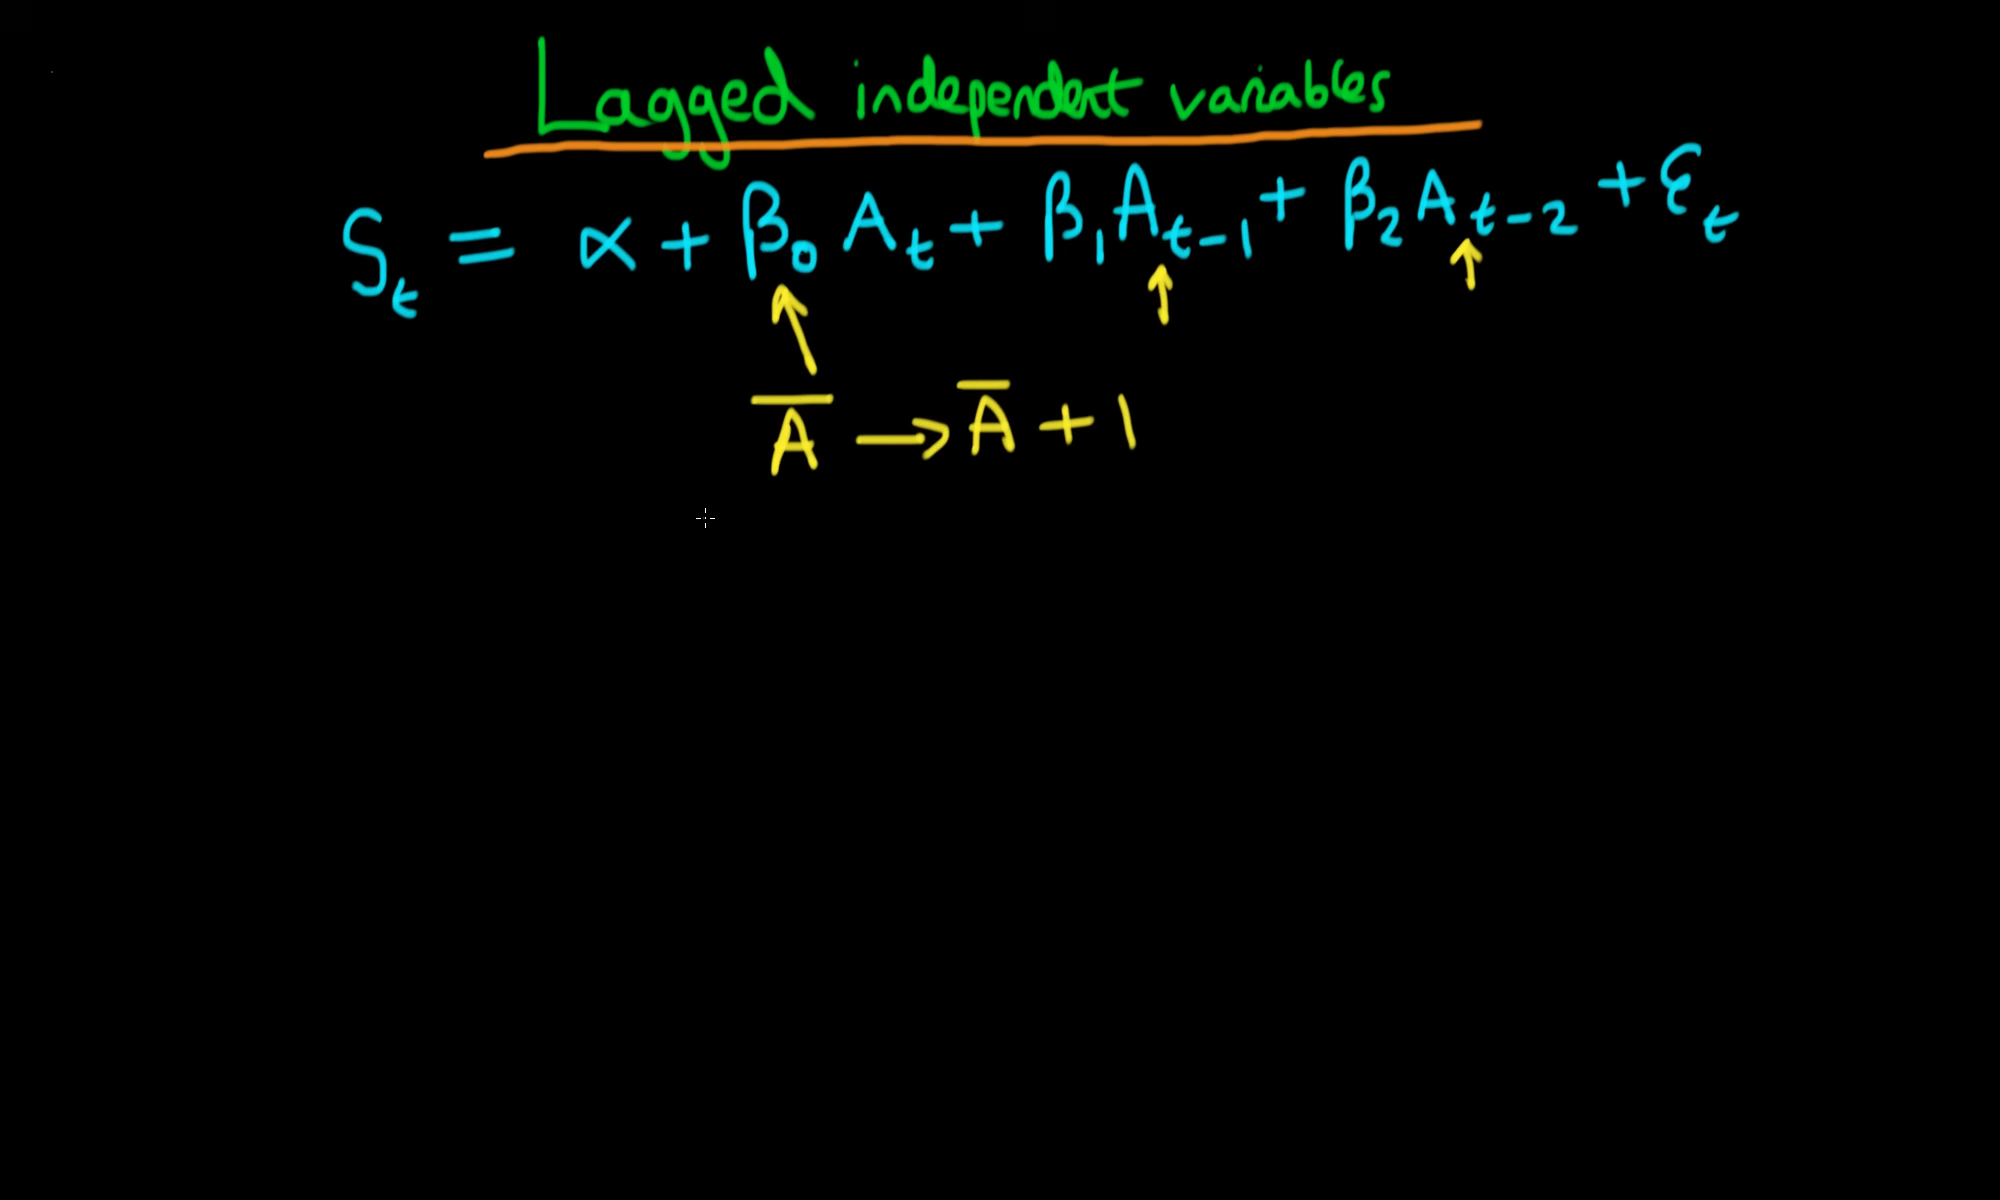 Lagged independent variables
S_t = α + β_0 A_t + β_1 A_{t-1} + β_2 A_{t-2} + ε_t
A̅ → A̅ + 1